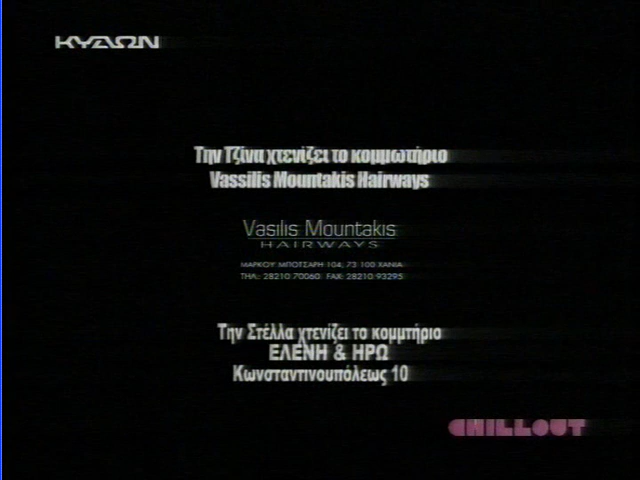 ΚΥΔΩΝ
Την Τζίνα χτενίζει το κομμωτήριο
Vassilis Mountakis Hairways
Vasilis Mountakis
HAIRWAYS
ΜΑΡΚΟΥ ΜΠΟΤΣΑΡΗ 104, 73 100 ΧΑΝΙΑ
ΤΗΛ.: 28210 70060 FAX: 28210 93295
Την Στέλλα χτενίζει το κομμτήριο
ΕΛΕΝΗ & ΗΡΩ
Κωνσταντινουπόλεως 10
CHILLOUT